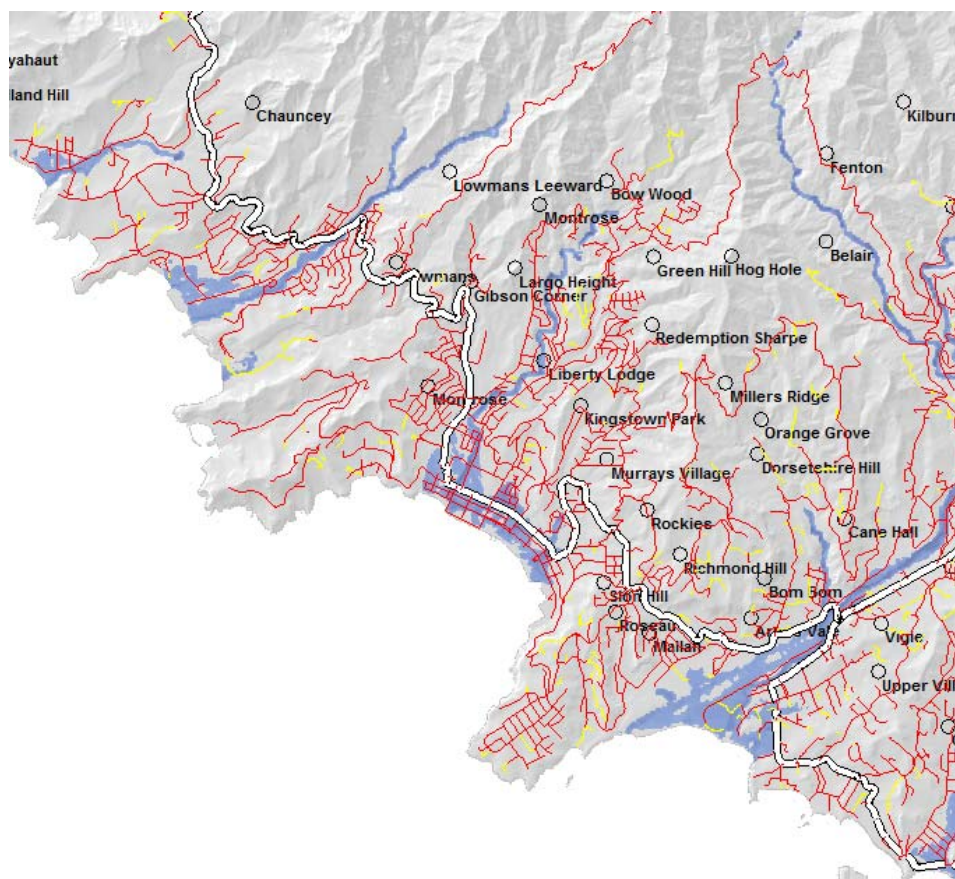 yahaut
lland Hill
Chauncey
Kilburn
Fenton
Lowmans Leeward
Bow Wood
Montrose
Belair
Green Hill
Hog Hole
Largo Height
owmans
Gibson Corner
Redemption Sharpe
Liberty Lodge
Millers Ridge
Montrose
Kingstown Park
Orange Grove
Dorsetshire Hill
Murrays Village
Rockies
Cane Hall
Richmond Hill
Bom Bom
Sion Hill
Roseau
Vigie
Upper Vill